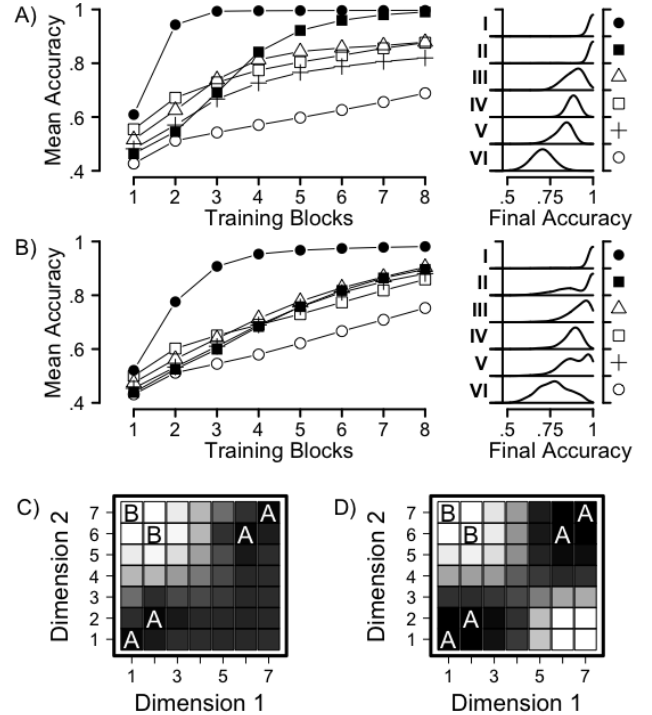 A)
Mean Accuracy
1
.8
.6
.4
1 2 3 4 5 6 7 8
Training Blocks
I
II
III
IV
V
VI
.5 .75 1
Final Accuracy
B)
Mean Accuracy
1
.8
.6
.4
1 2 3 4 5 6 7 8
Training Blocks
I
II
III
IV
V
VI
.5 .75 1
Final Accuracy
C)
Dimension 2
7 B A
6 B A
5
4
3
2 A
1 A
1 3 5 7
Dimension 1
D)
Dimension 2
7 B A
6 B A
5
4
3
2 A
1 A
1 3 5 7
Dimension 1